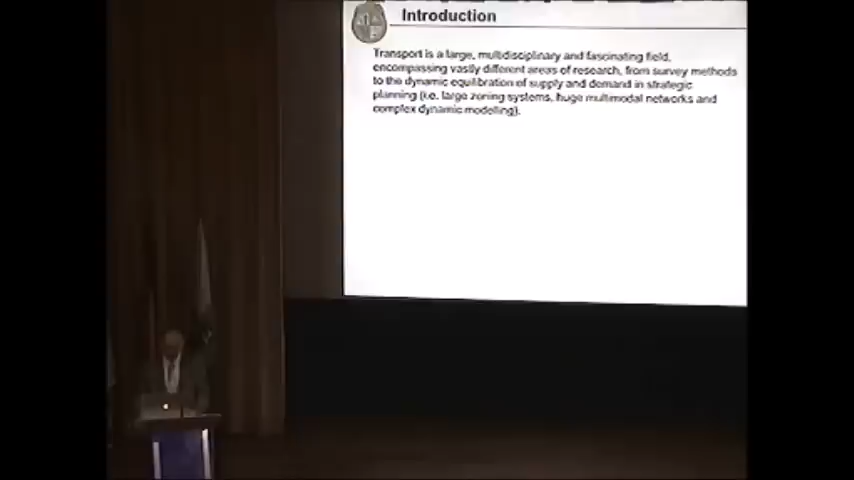 Introduction
Transport is a large, multidisciplinary and fascinating field,
encompassing vastly different areas of research, from survey methods
to the dynamic equilibration of supply and demand in strategic
planning (i.e. large zoning systems, huge multimodal networks and
complex dynamic modelling).